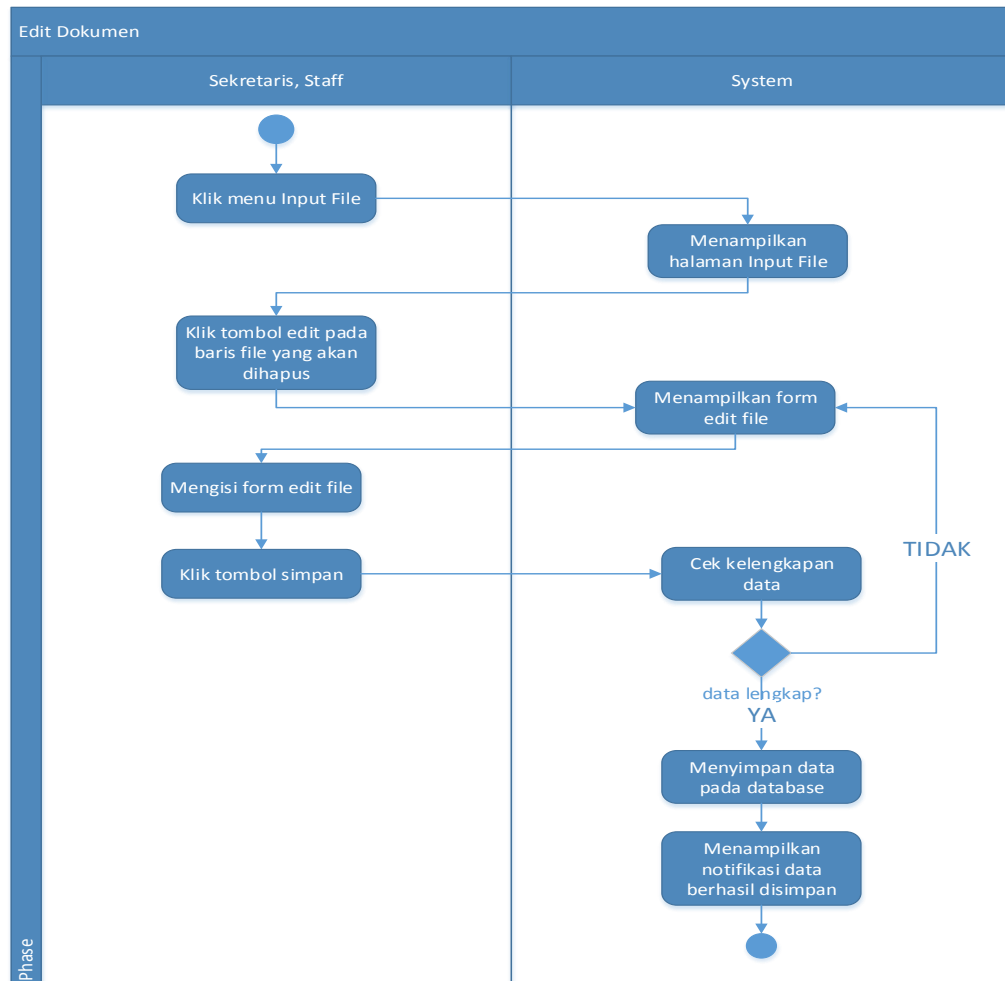 Edit Dokumen
Sekretaris, Staff
System
Klik menu Input File
Menampilkan
halaman Input File
Klik tombol edit pada
baris file yang akan
dihapus
Menampilkan form
edit file
Mengisi form edit file
TIDAK
Klik tombol simpan
Cek kelengkapan
data
data lengkap?
YA
Menyimpan data
pada database
Menampilkan
notifikasi data
berhasil disimpan
Phase